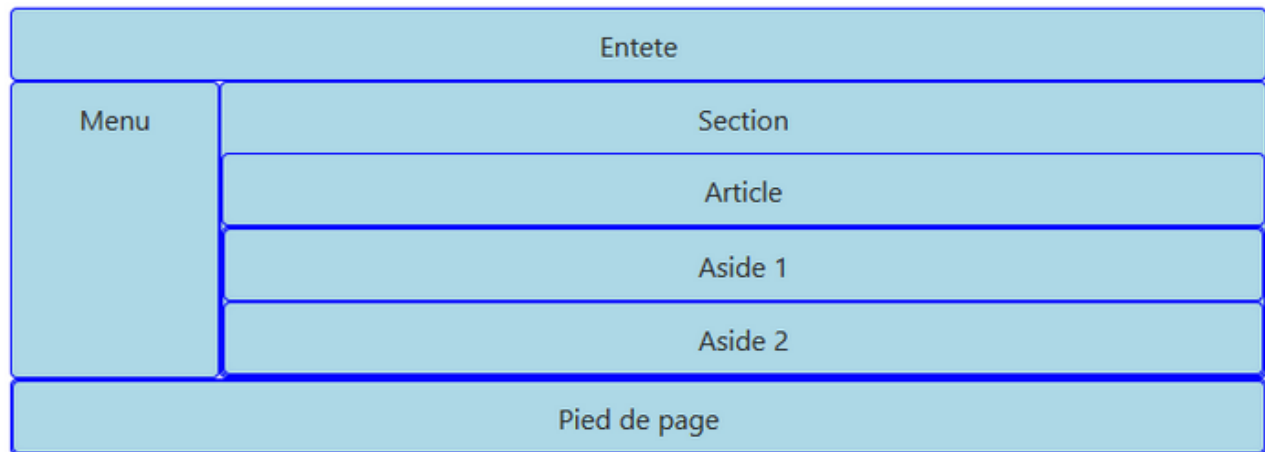 Entete
Menu
Section
Article
Aside 1
Aside 2
Pied de page